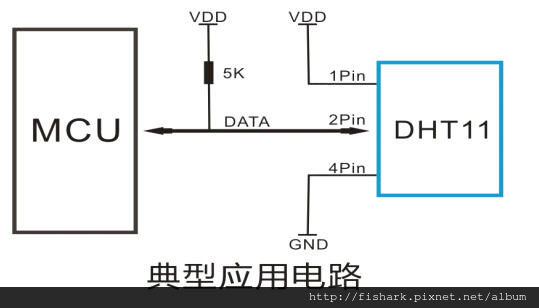 VDD VDD
5K
1Pin
MCU
DATA
2Pin
DHT11
4Pin
GND
典型应用电路
http://fishark.pixnet.net/album